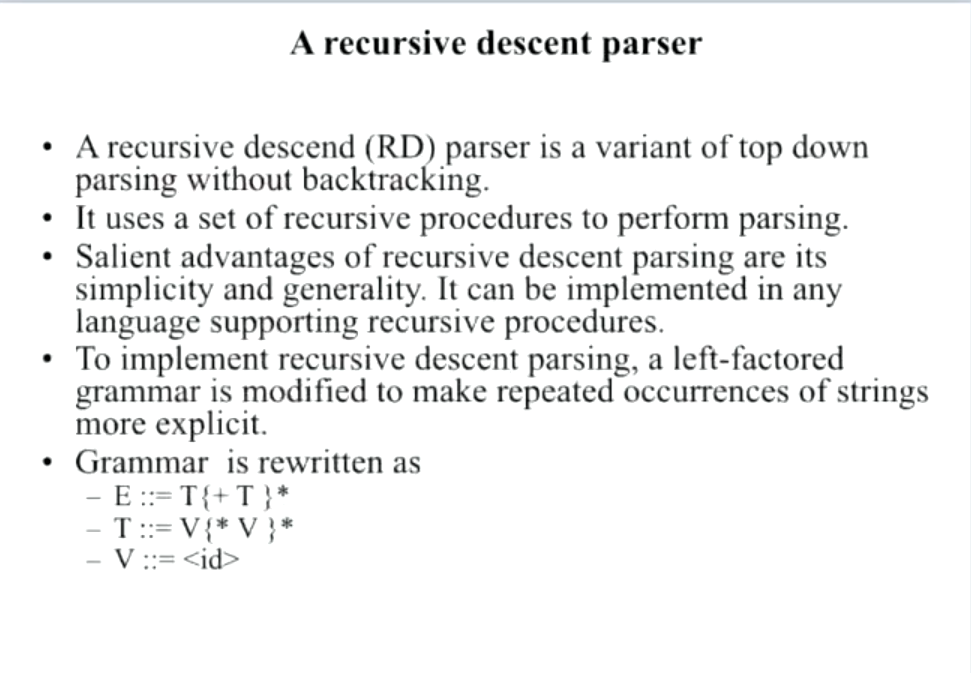 A recursive descent parser
• A recursive descend (RD) parser is a variant of top down
parsing without backtracking.
• It uses a set of recursive procedures to perform parsing.
• Salient advantages of recursive descent parsing are its
simplicity and generality. It can be implemented in any
language supporting recursive procedures.
• To implement recursive descent parsing, a left-factored
grammar is modified to make repeated occurrences of strings
more explicit.
• Grammar is rewritten as
– E ::= T{+ T }*
– T ::= V{* V }*
– V ::= <id>